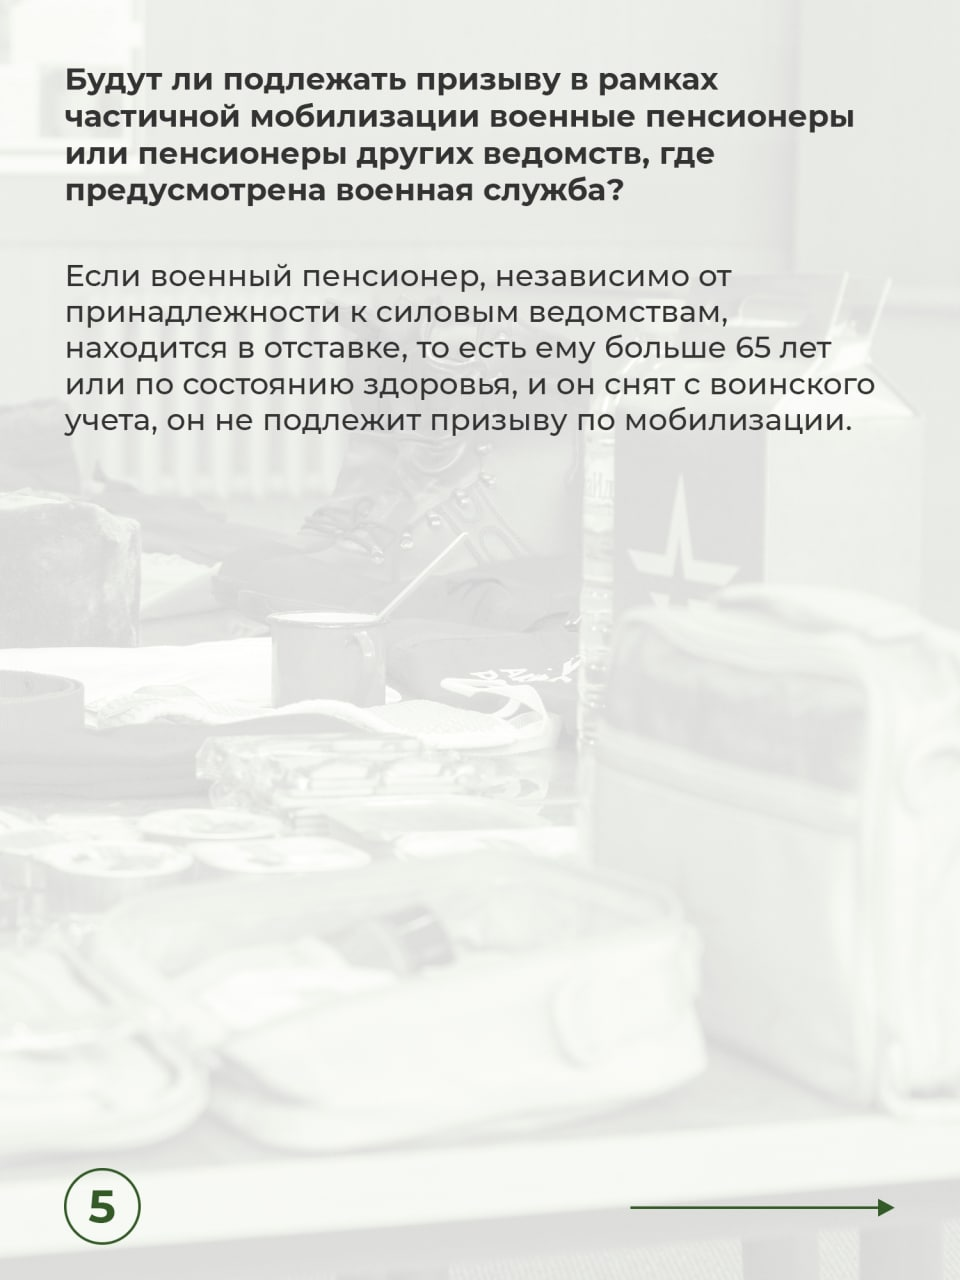 Будут ли подлежать призыву в рамках
частичной мобилизации военные пенсионеры
или пенсионеры других ведомств, где
предусмотрена военная служба?
Если военный пенсионер, независимо от
принадлежности к силовым ведомствам,
находится в отставке, то есть ему больше 65 лет
или по состоянию здоровья, и он снят с воинского
учета, он не подлежит призыву по мобилизации.
5